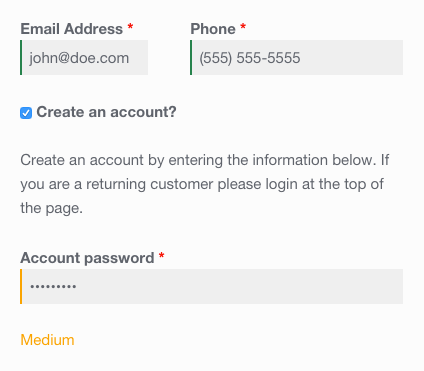 Email Address * Phone *
john@doe.com (555) 555-5555
Create an account?
Create an account by entering the information below. If
you are a returning customer please login at the top of
the page.
Account password *
•••••••••
Medium